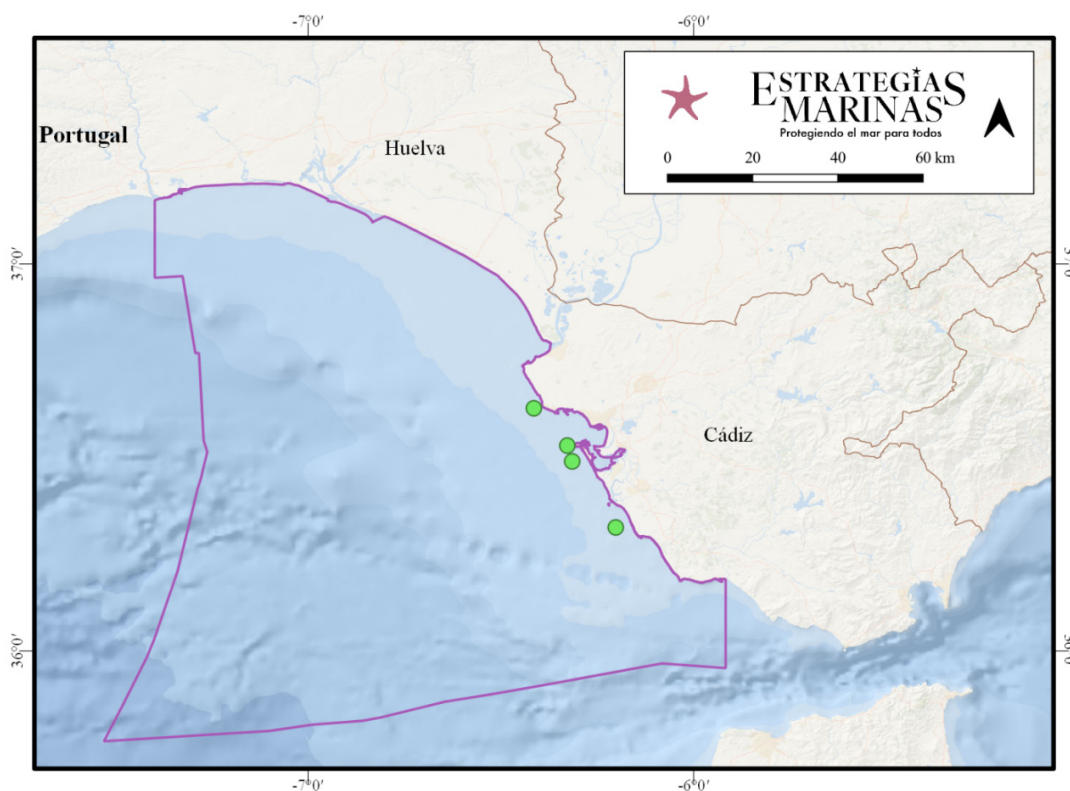 -7°0′ -6°0′
ESTRATEGIAS
MARINAS
Protegiendo el mar para todos
0 20 40 60 km
Portugal
Huelva
37°0′
Cádiz
36°0′
-7°0′ -6°0′